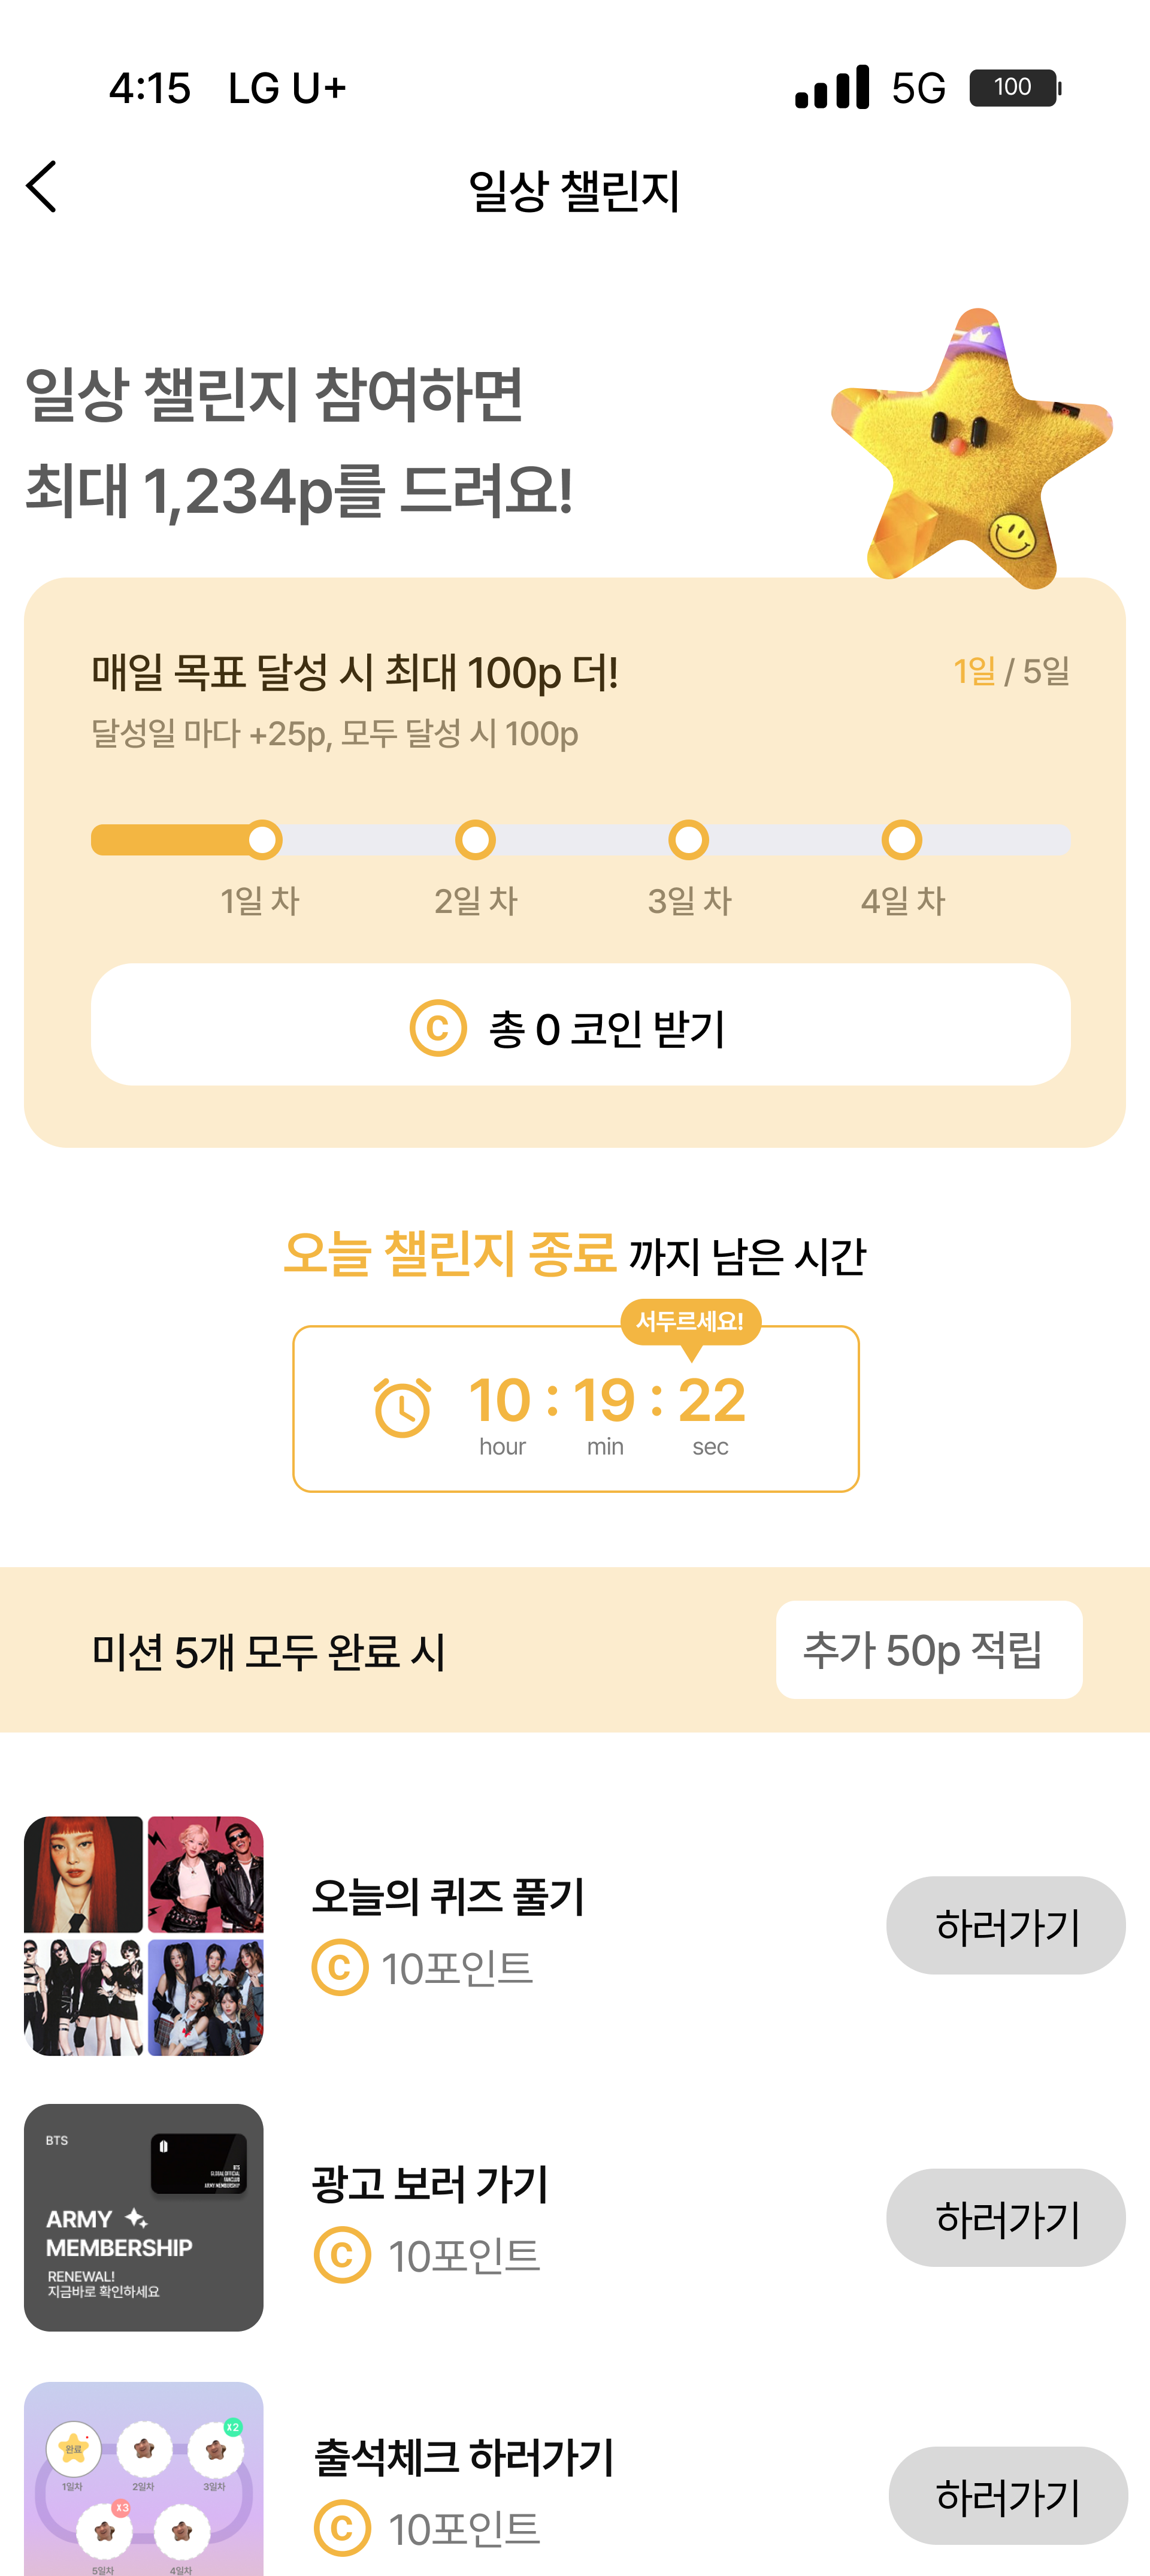 4:15 LG U+ 5G 100
일상 챌린지
일상 챌린지 참여하면
최대 1,234p를 드려요!
매일 목표 달성 시 최대 100p 더!
1일 / 5일
달성일 마다 +25p, 모두 달성 시 100p
1일 차 2일 차 3일 차 4일 차
C 총 0 코인 받기
오늘 챌린지 종료 까지 남은 시간
서두르세요!
10 : 19 : 22
hour min sec
미션 5개 모두 완료 시
추가 50p 적립
오늘의 퀴즈 풀기
C 10포인트
하러가기
BTS
BTS
GLOBAL OFFICIAL
FANCLUB
ARMY MEMBERSHIP
ARMY
MEMBERSHIP
RENEWAL!
지금바로 확인하세요
광고 보러 가기
C 10포인트
하러가기
X2
완료
1일차 2일차 3일차
X3
5일차 4일차
출석체크 하러가기
C 10포인트
하러가기